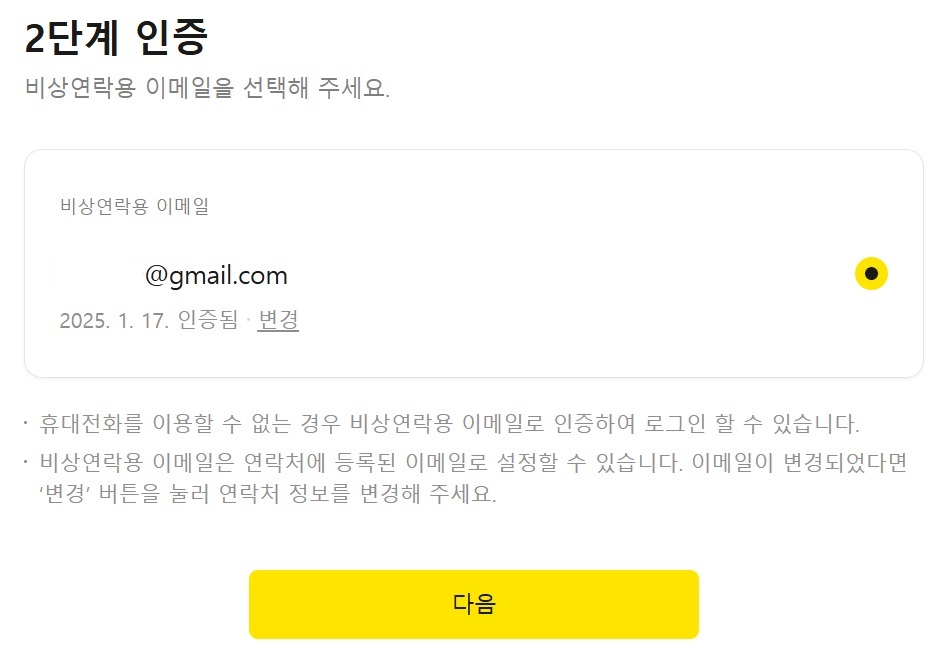 2단계 인증
비상연락용 이메일을 선택해 주세요.
비상연락용 이메일
@gmail.com
2025. 1. 17. 인증됨 · 변경
· 휴대전화를 이용할 수 없는 경우 비상연락용 이메일로 인증하여 로그인 할 수 있습니다.
· 비상연락용 이메일은 연락처에 등록된 이메일로 설정할 수 있습니다. 이메일이 변경되었다면
‘변경’ 버튼을 눌러 연락처 정보를 변경해 주세요.
다음